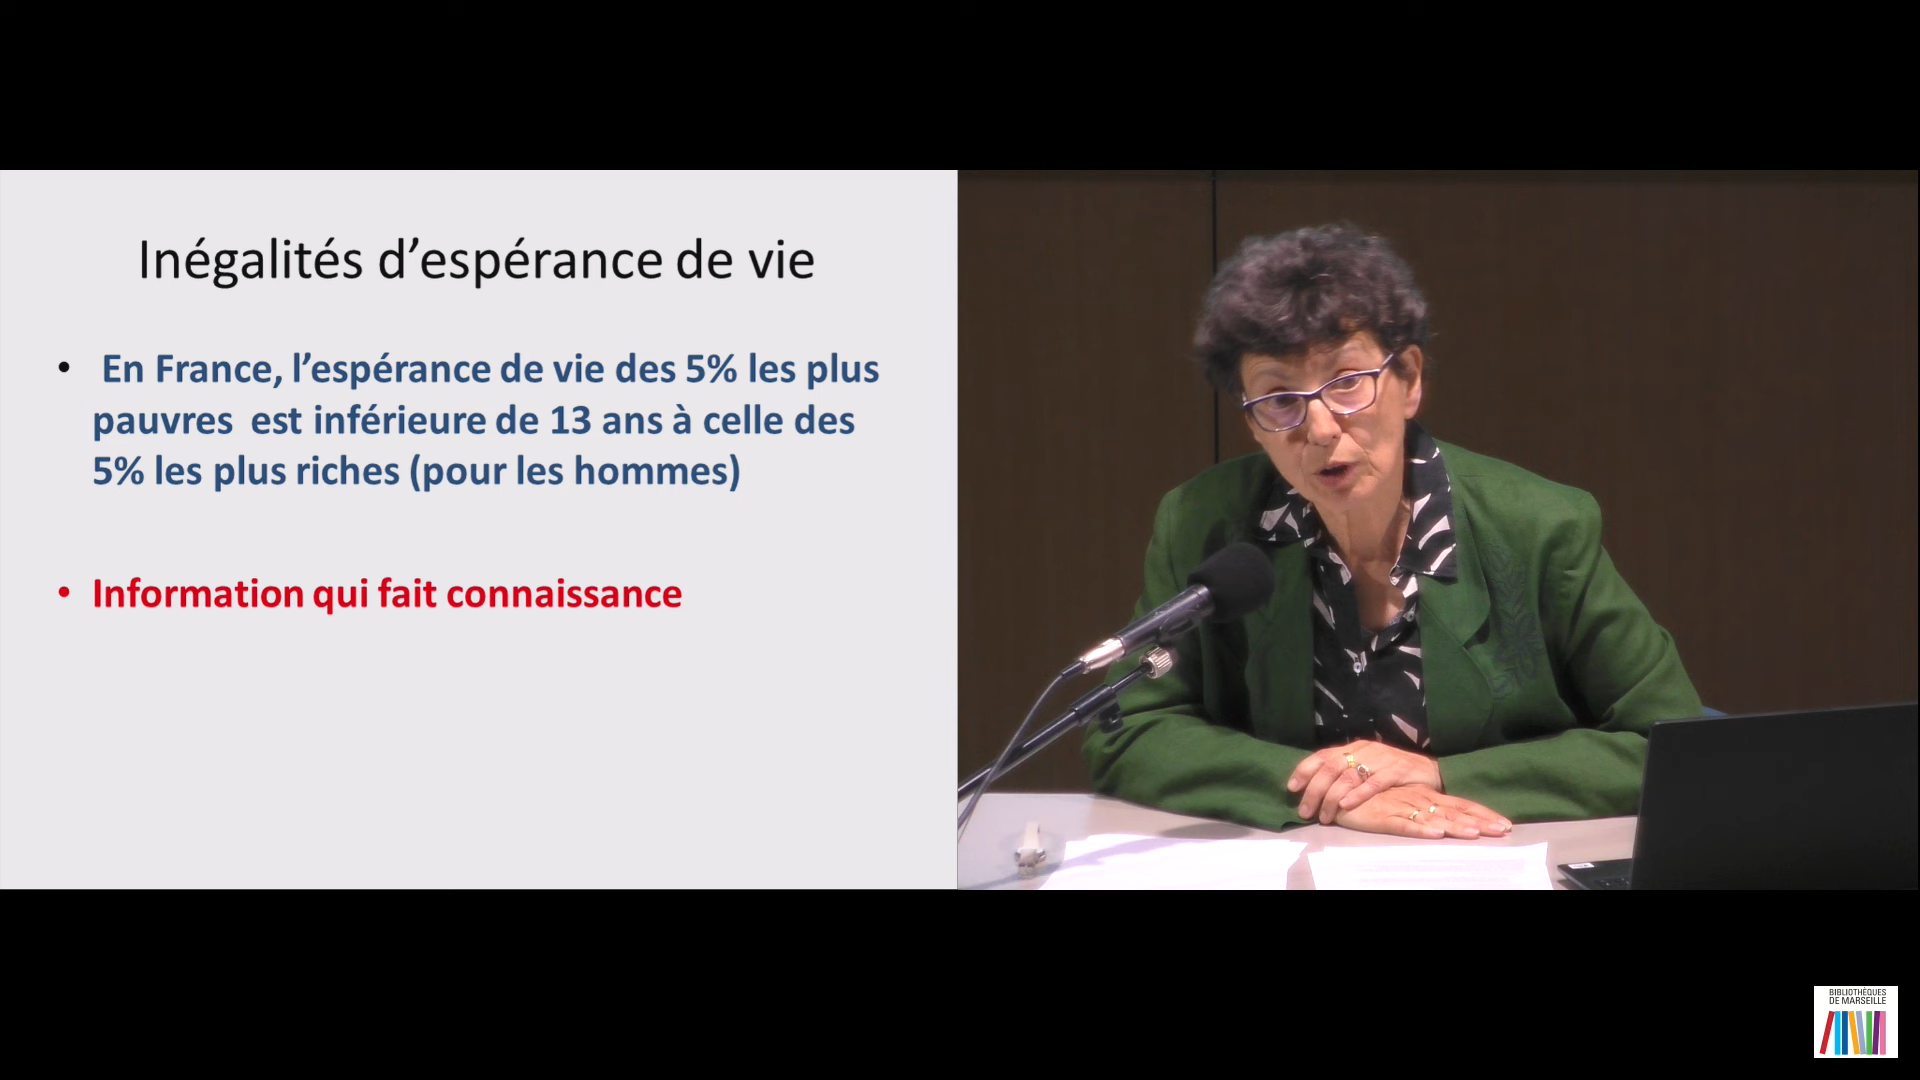 Inégalités d’espérance de vie
• En France, l’espérance de vie des 5% les plus
pauvres est inférieure de 13 ans à celle des
5% les plus riches (pour les hommes)
• Information qui fait connaissance
BIBLIOTHÈQUES
DE MARSEILLE